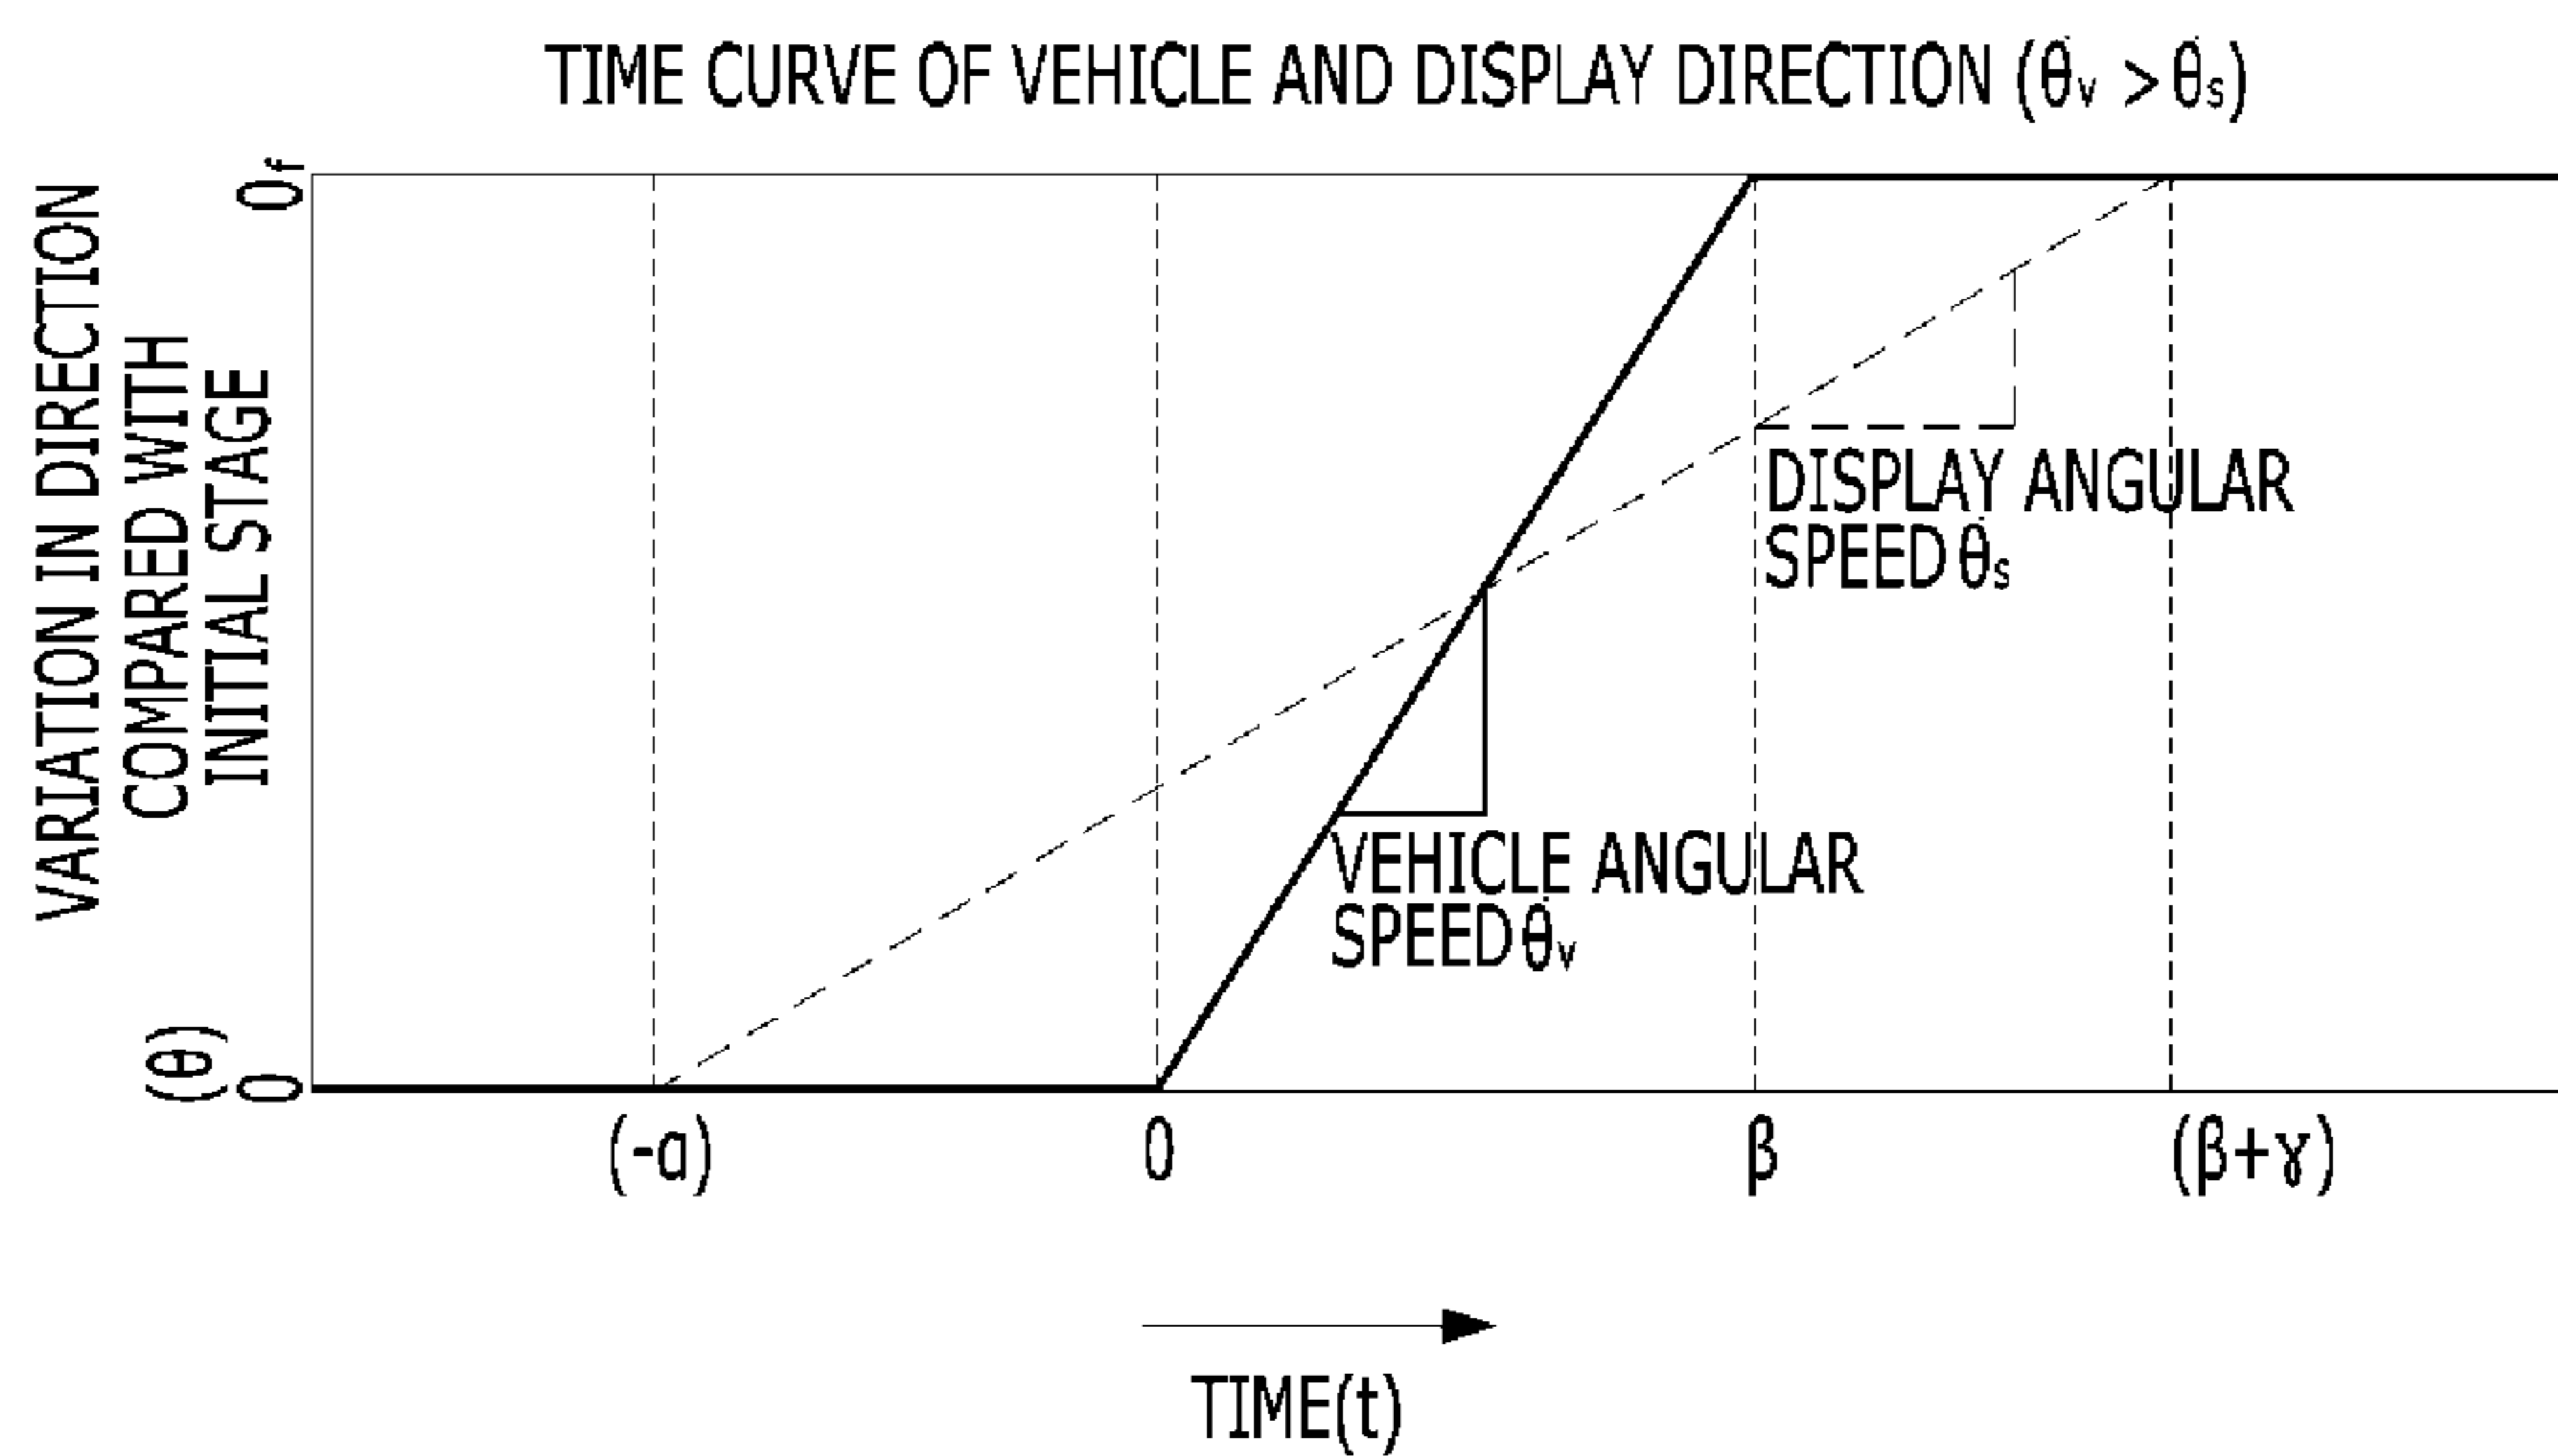 TIME CURVE OF VEHICLE AND DISPLAY DIRECTION (θ̇v > θ̇s)
VARIATION IN DIRECTION
COMPARED WITH
INITIAL STAGE
(θ)
0f
0
DISPLAY ANGULAR
SPEED θ̇s
VEHICLE ANGULAR
SPEED θ̇v
(-α)
0
β
(β+γ)
TIME(t)